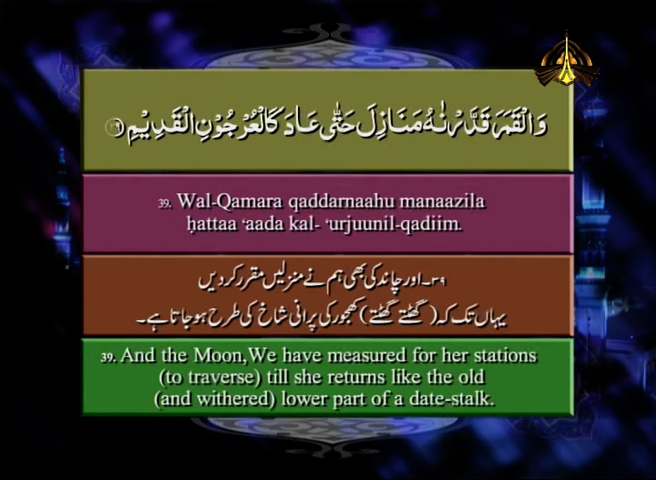 وَالْقَمَرَ قَدَّرْنٰهُ مَنَازِلَ حَتّٰى عَادَ كَالْعُرْجُوْنِ الْقَدِيْمِ ﴿۳۹﴾
39. Wal-Qamara qaddarnaahu manaazila
ḥattaa ‘aada kal- ‘urjuunil-qadiim.
۳۹۔اور چاند کی بھی ہم نے منزلیں مقرر کر دیں
یہاں تک کہ ( گھٹتے گھٹتے) کھجور کی پرانی شاخ کی طرح ہو جاتا ہے۔
39. And the Moon,We have measured for her stations
(to traverse) till she returns like the old
(and withered) lower part of a date-stalk.